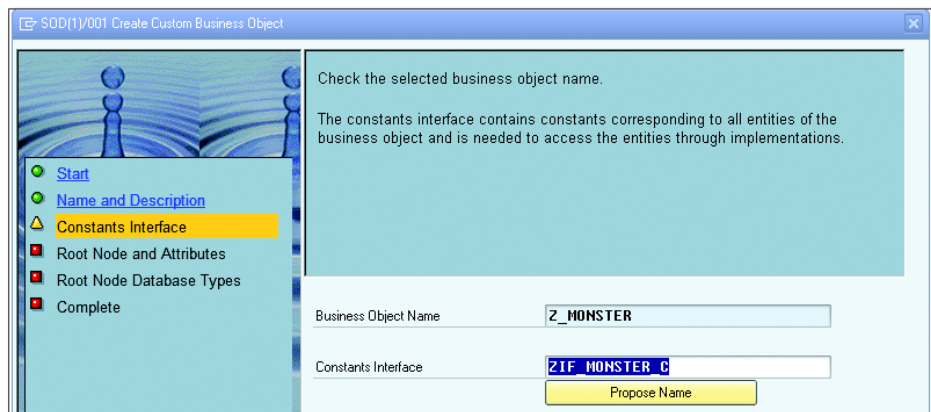 SOD(1)/001 Create Custom Business Object
Check the selected business object name.
The constants interface contains constants corresponding to all entities of the
business object and is needed to access the entities through implementations.
Start
Name and Description
Constants Interface
Root Node and Attributes
Root Node Database Types
Complete
Business Object Name
Z_MONSTER
Constants Interface
ZIF_MONSTER_C
Propose Name